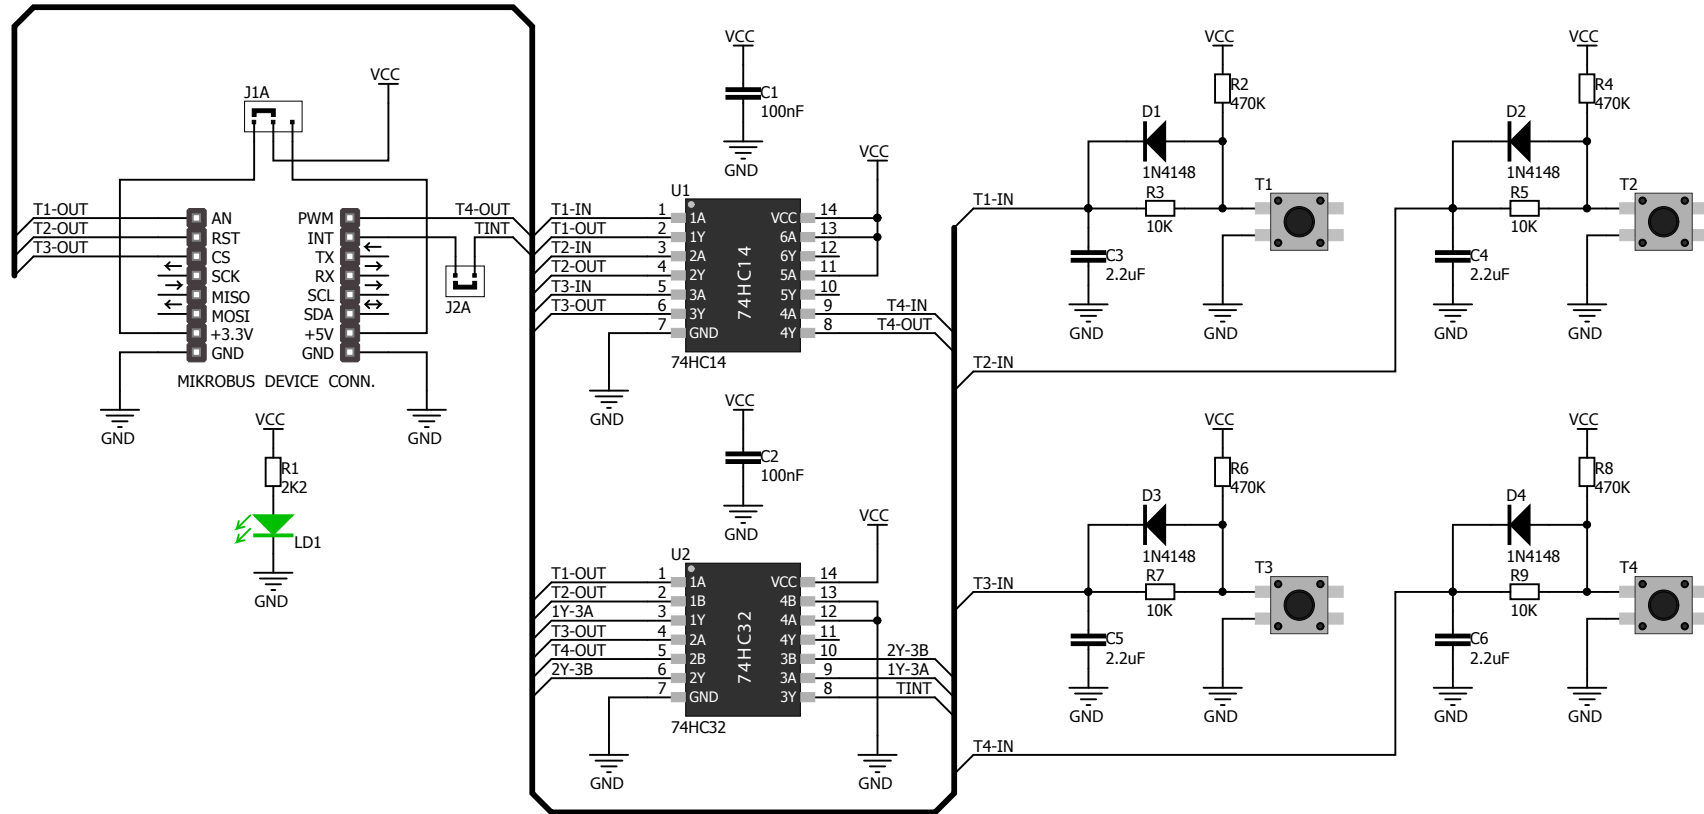 J1A
VCC
T1-OUT
T2-OUT
T3-OUT
AN
RST
CS
SCK
MISO
MOSI
+3.3V
GND
PWM
INT
TX
RX
SCL
SDA
+5V
GND
MIKROBUS DEVICE CONN.
GND
GND
T4-OUT
TINT
J2A
VCC
R1
2K2
LD1
GND
VCC
C1
100nF
GND
VCC
U1
T1-IN 1 1A
T1-OUT 2 1Y
T2-IN 3 2A
T2-OUT 4 2Y
T3-IN 5 3A
T3-OUT 6 3Y
7 GND
74HC14
VCC 14
6A 13
6Y 12
5A 11
5Y 10
4A 9 T4-IN
4Y 8 T4-OUT
74HC14
GND
VCC
C2
100nF
GND
VCC
U2
T1-OUT 1 1A
T2-OUT 2 1B
1Y-3A 3 1Y
T3-OUT 4 2A
T4-OUT 5 2B
2Y-3B 6 2Y
7 GND
74HC32
VCC 14
4B 13
4A 12
4Y 11
3B 10 2Y-3B
3A 9 1Y-3A
3Y 8 TINT
74HC32
GND
GND
VCC
R2
470K
D1
1N4148
R3
10K
T1
T1-IN
C3
2.2uF
GND
GND
VCC
R4
470K
D2
1N4148
R5
10K
T2
C4
2.2uF
GND
GND
T2-IN
VCC
R6
470K
D3
1N4148
R7
10K
T3
T3-IN
C5
2.2uF
GND
GND
VCC
R8
470K
D4
1N4148
R9
10K
T4
C6
2.2uF
GND
GND
T4-IN